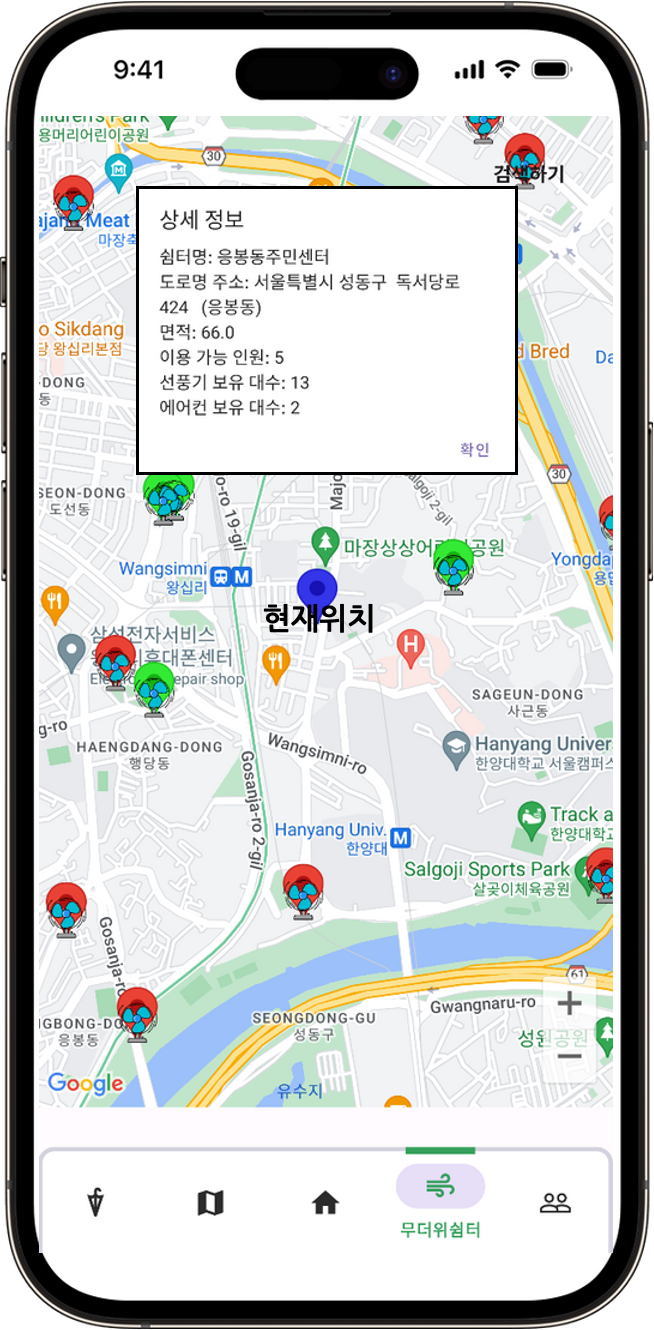 9:41
용머리어린이공원
30
검색하기
Meat
상세 정보
쉼터명: 응봉동주민센터
도로명 주소: 서울특별시 성동구 독서당로
424 (응봉동)
면적: 66.0
이용 가능 인원: 5
선풍기 보유 대수: 13
에어컨 보유 대수: 2
확인
o Sikdang
당 왕십리본점
d Bred
Da
-DONG
동
30
SEON-DONG
도선동
o-ro 19-gil
Majo
algoji 2-gil
마장상상어
공원
Wangsimni
왕십리
M
Yongda
용답
현재위치
삼성전자서비스
휴대폰센터
epair shop
H
SAGEUN-DONG
사근동
g-ro
HAENGDANG-DONG
행당동
Wangsimni-ro
Hanyang Univer
한양대학교 서울캠퍼스
Gosanja-ro 2-gil
Track a
한양대학교
Hanyang Univ.
한양대
M
Salgoji Sports Park
살곶이체육공원
Gosanja-ro
61
+
Gwangnaru-ro
SEONGDONG-GU
성동구
GBONG-DO
응봉동
성원공원
−
Google
유수지
무더위쉼터